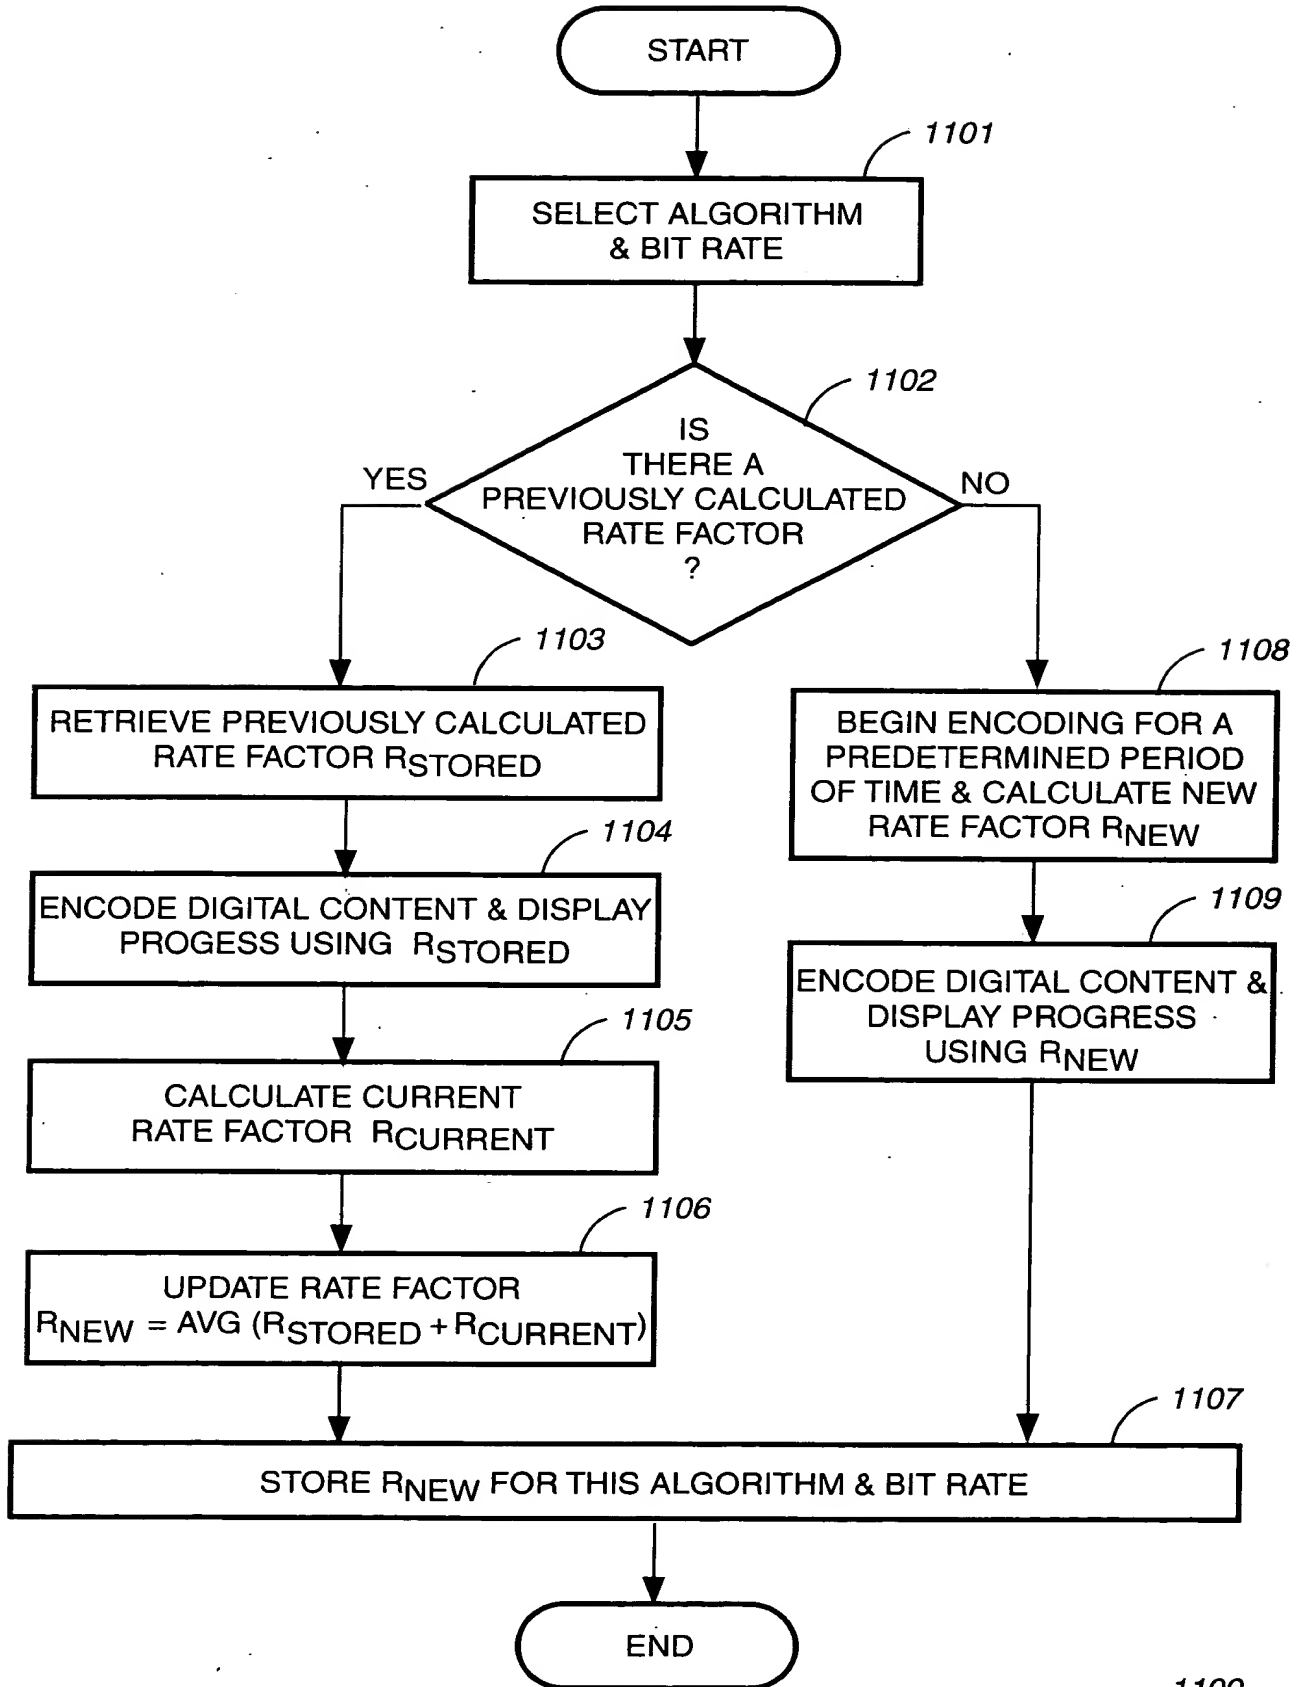 START
1101
SELECT ALGORITHM
& BIT RATE
1102
IS
THERE A
PREVIOUSLY CALCULATED
RATE FACTOR
?
YES
NO
1103
RETRIEVE PREVIOUSLY CALCULATED
RATE FACTOR RSTORED
1104
ENCODE DIGITAL CONTENT & DISPLAY
PROGESS USING RSTORED
1105
CALCULATE CURRENT
RATE FACTOR RCURRENT
1106
UPDATE RATE FACTOR
RNEW = AVG (RSTORED + RCURRENT)
1108
BEGIN ENCODING FOR A
PREDETERMINED PERIOD
OF TIME & CALCULATE NEW
RATE FACTOR RNEW
1109
ENCODE DIGITAL CONTENT &
DISPLAY PROGRESS
USING RNEW
1107
STORE RNEW FOR THIS ALGORITHM & BIT RATE
END